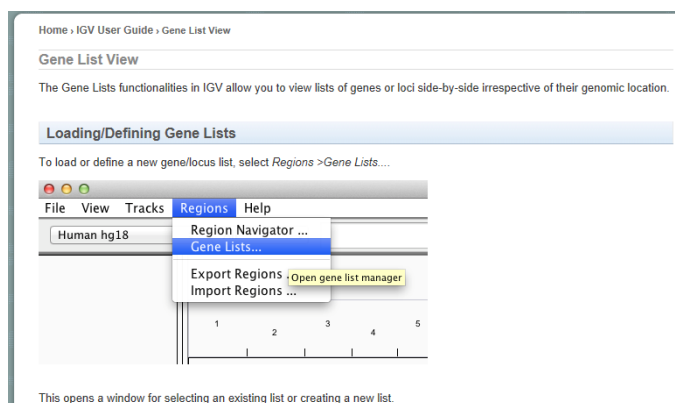 Home › IGV User Guide › Gene List View
Gene List View
The Gene Lists functionalities in IGV allow you to view lists of genes or loci side-by-side irrespective of their genomic location.
Loading/Defining Gene Lists
To load or define a new gene/locus list, select Regions >Gene Lists....
File View Tracks Regions Help
Human hg18
Region Navigator ...
Gene Lists...
Export Regions ..
Open gene list manager
Import Regions ...
1 2 3 4 5
This opens a window for selecting an existing list or creating a new list.